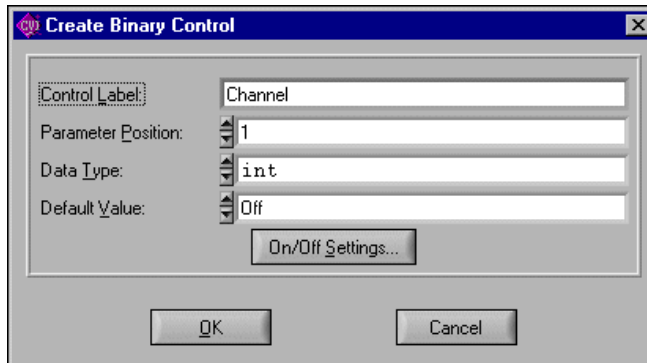 CVI Create Binary Control
Control Label: Channel
Parameter Position: 1
Data Type: int
Default Value: Off
On/Off Settings...
OK Cancel